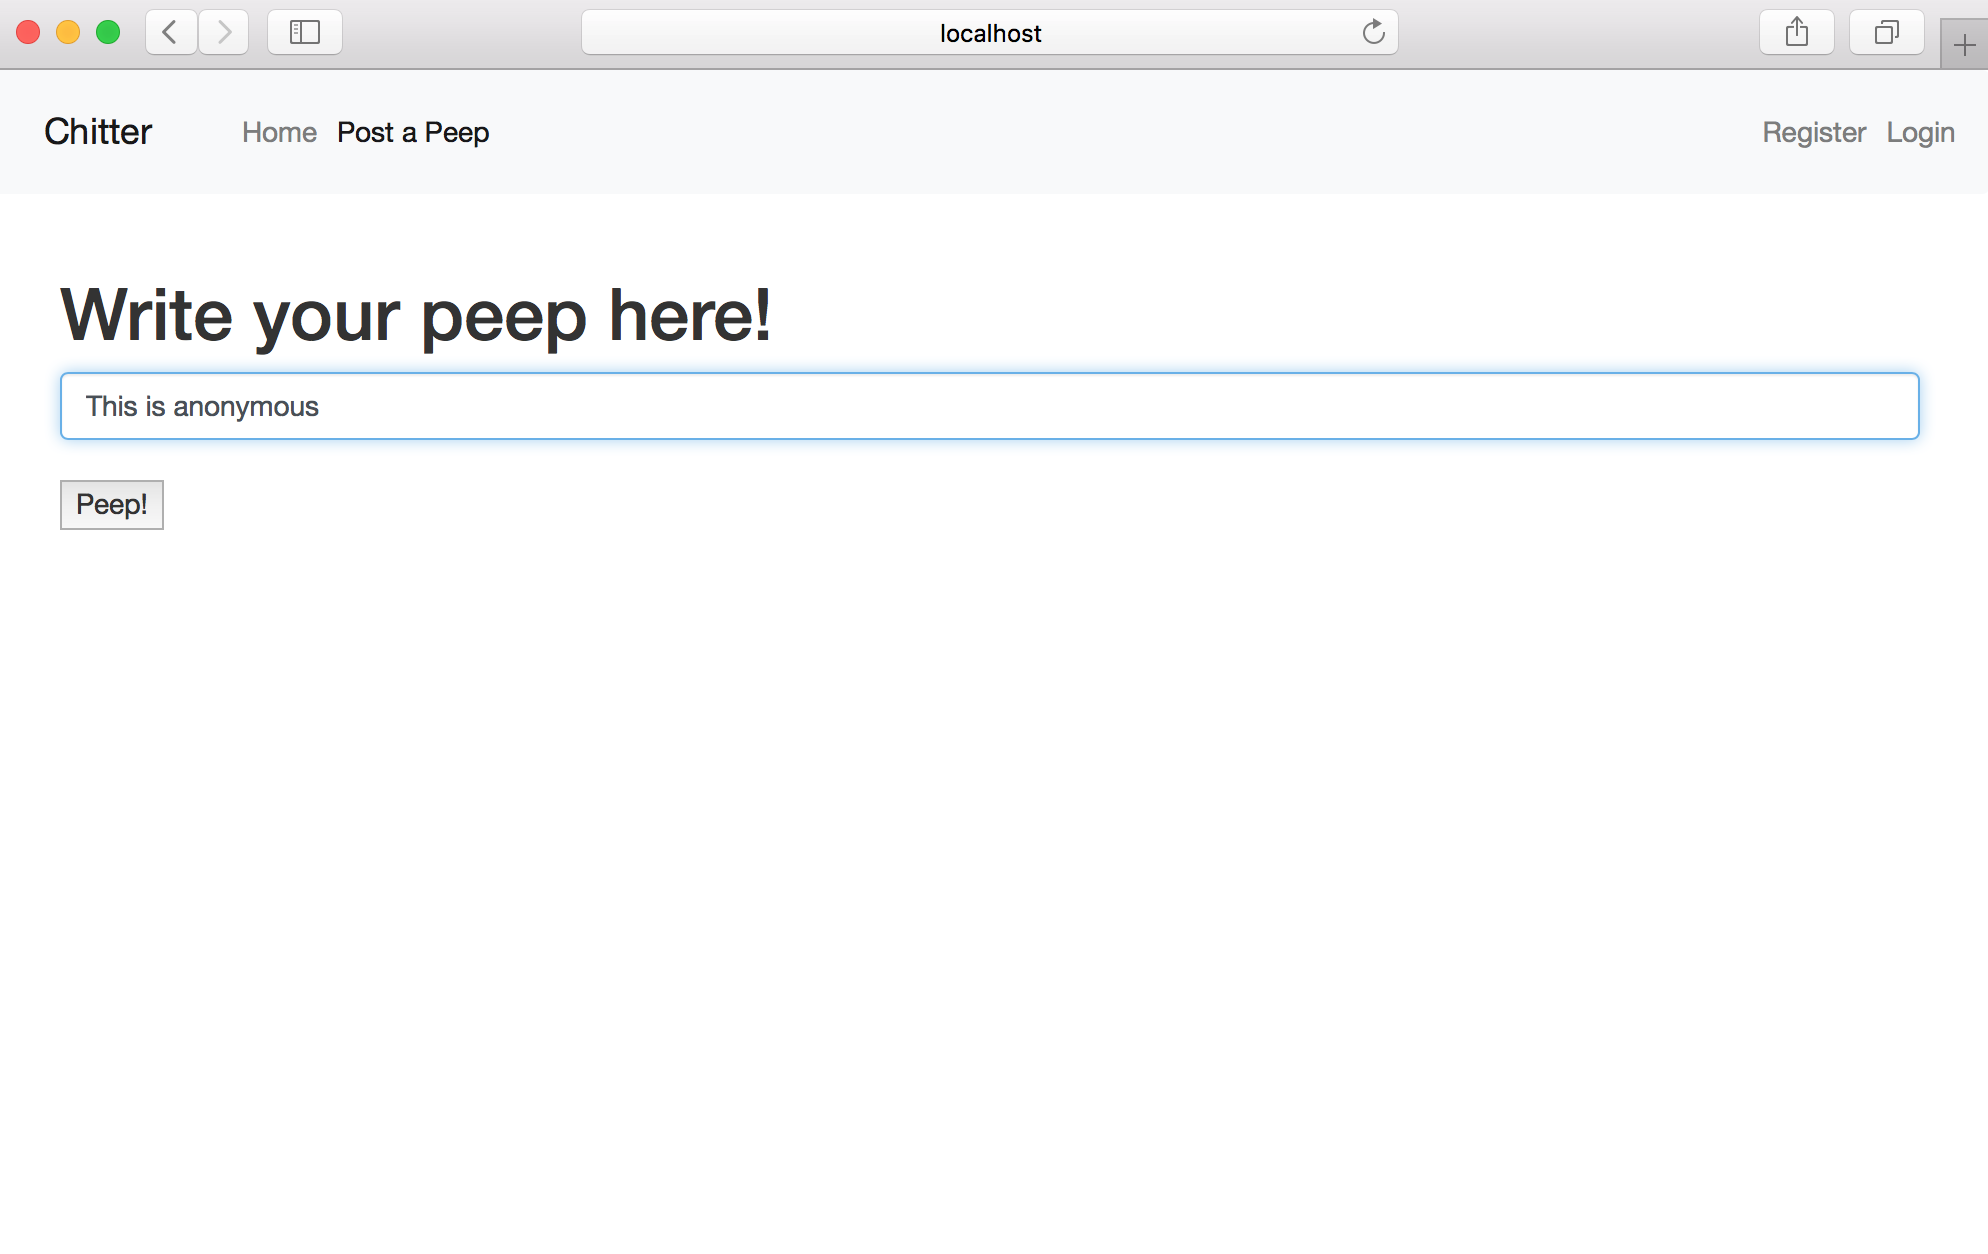 localhost
Chitter Home Post a Peep Register Login
Write your peep here!
This is anonymous
Peep!